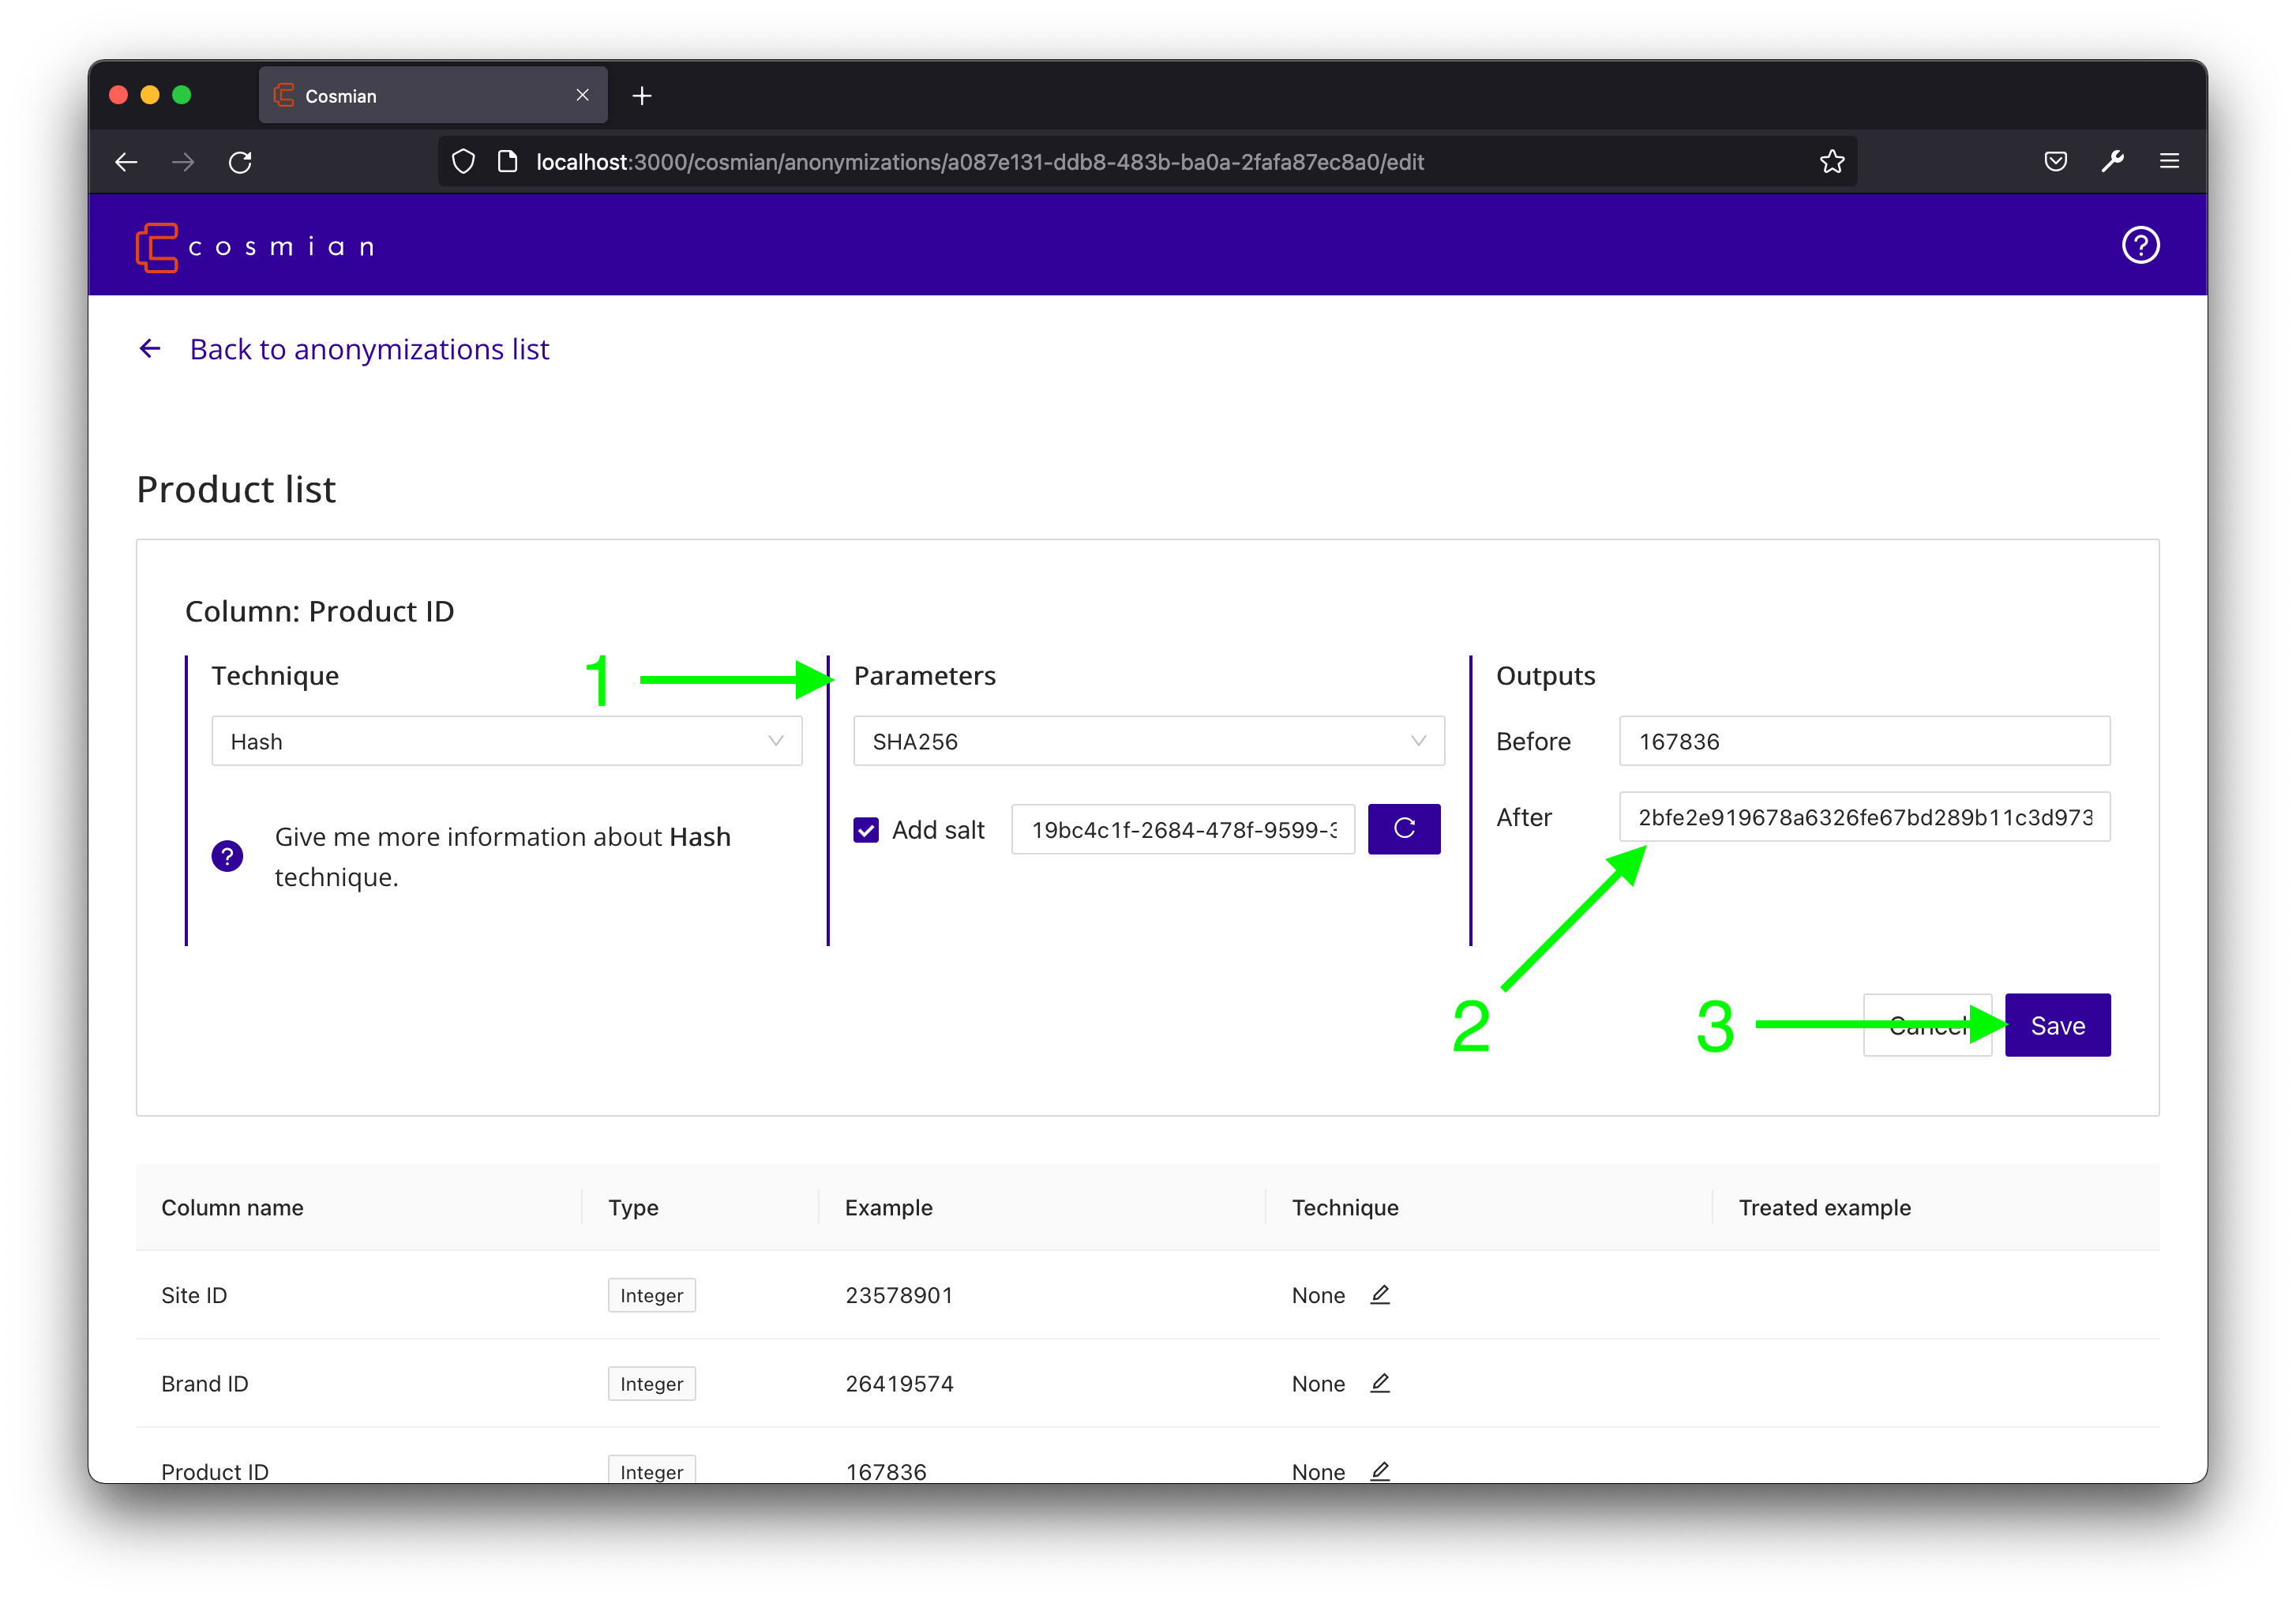 Cosmian
localhost:3000/cosmian/anonymizations/a087e131-ddb8-483b-ba0a-2fafa87ec8a0/edit
cosmian
Back to anonymizations list
Product list
Column: Product ID
Technique
1
Parameters
Outputs
Hash
SHA256
Before
167836
Give me more information about Hash
technique.
Add salt
19bc4c1f-2684-478f-9599-3
After
2bfe2e919678a6326fe67bd289b11c3d973
2
3
Cancel
Save
Column name
Type
Example
Technique
Treated example
Site ID
Integer
23578901
None
Brand ID
Integer
26419574
None
Product ID
Integer
167836
None